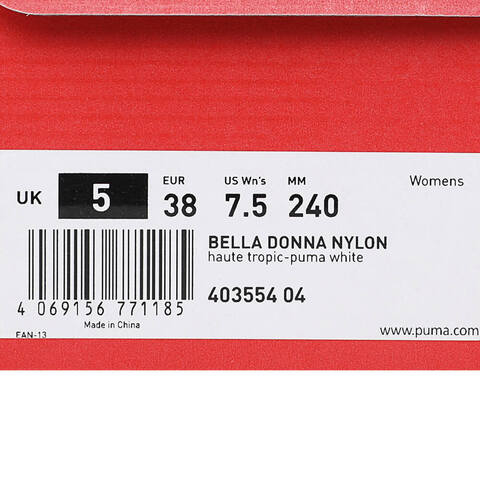 Womens
UK 5 EUR 38 US Wn's 7.5 MM 240
BELLA DONNA NYLON
haute tropic-puma white
403554 04
4 069156 771185
Made in China
EAN-13
www.puma.com